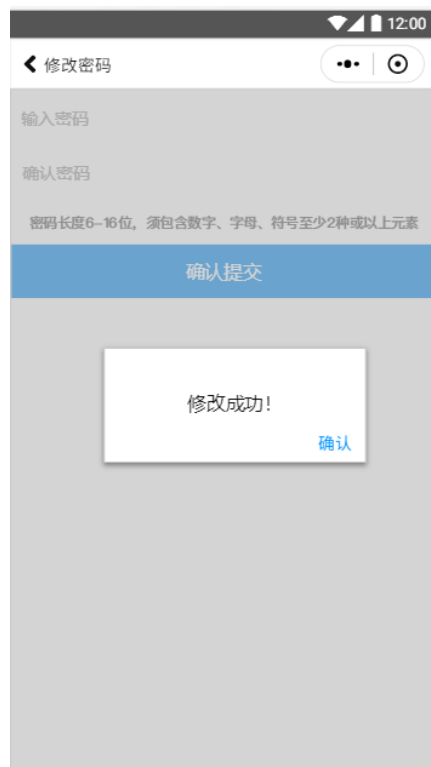 12:00
修改密码
输入密码
确认密码
密码长度6-16位，须包含数字、字母、符号至少2种或以上元素
确认提交
修改成功！
确认